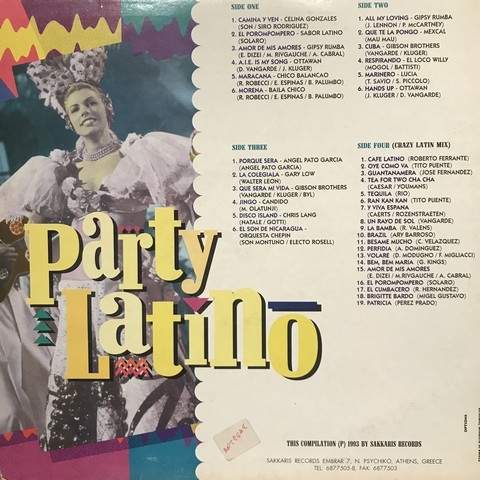 SIDE ONE
1. CAMINA Y VEN - CELINA GONZALES
(SON / SIRO RODRIGUEZ)
2. EL POROMPOMPERO - SABOR LATINO
(SOLARO)
3. AMOR DE MIS AMORES - GIPSY RUMBA
(E. DIZEI / M. RIVGAUCHE / A. CABRAL)
4. A.I.E. IS MY SONG - OTTAWAN
(D. VANGARDE / J. KLUGER)
5. MARACANA - CHICO BALANCAO
(R. ROBECCI / E. ESPINAS / B. PALUMBO)
6. MORENA - BAILA CHICO
(R. ROBECCI / E. ESPINAS / B. PALUMBO)
SIDE TWO
1. ALL MY LOVING - GIPSY RUMBA
(J. LENNON / P. McCARTNEY)
2. QUE TE LA PONGO - MEXCAL
(MAU MAU)
3. CUBA - GIBSON BROTHERS
(VANGARDE / KLUGER)
4. RESPIRANDO - EL LOCO WILLY
(MOGOL / BATTISTI)
5. MARINERO - LUCIA
(T. SAVIO / S. PICCOLO)
6. HANDS UP - OTTAWAN
(J. KLUGER / D. VANGARDE)
SIDE THREE
1. PORQUE SERA - ANGEL PATO GARCIA
(ANGEL PATO GARCIA)
2. LA COLEGIALA - GARY LOW
(WALTER LEON)
3. QUE SERA MI VIDA - GIBSON BROTHERS
(VANGARDE / KLUGER / BYL)
4. JINGO - CANDIDO
(M. OLATUNJI)
5. DISCO ISLAND - CHRIS LANG
(NATALE / GOTTI)
6. EL SON DE NICARAGUA -
ORQUESTA CHEPIN
(SON MONTUNO / ELECTO ROSELL)
SIDE FOUR (CRAZY LATIN MIX)
1. CAFE LATINO (ROBERTO FERRANTE)
2. OYE COMO VA (TITO PUENTE)
3. GUANTANAMERA (JOSE FERNANDEZ)
4. TEA FOR TWO CHA CHA
(CAESAR / YOUMANS)
5. TEQUILA (RIO)
6. RAN KAN KAN (TITO PUENTE)
7. Y VIVA ESPANA
(CAERTS / ROZENSTRAETEN)
8. UN RAYO DE SOL (VANGARDE)
9. LA BAMBA (R. VALENS)
10. BRAZIL (ARY BARROSO)
11. BESAME MUCHO (C. VELAZQUEZ)
12. PERFIDIA (A. DOMINGUEZ)
13. VOLARE (D. MODUGNO / F. MIGLIACCI)
14. BEM, BEM MARIA (G. KINGS)
15. AMOR DE MIS AMORES
(E. DIZEI / M.RIVGAUCHE / A. CABRAL)
16. EL POROMPOMPERO (SOLARO)
17. EL CUMBACERO (R. HERNANDEZ)
18. BRIGITTE BARDO (MIGEL GUSTAVO)
19. PATRICIA (PEREZ PRADO)
Party
Latino
THIS COMPILATION (P) 1993 BY SAKKARIS RECORDS
SAKKARIS RECORDS EMBRAR 7, N. PSYCHIKO, ATHENS, GREECE
TEL: 6877505-8, FAX: 6877503